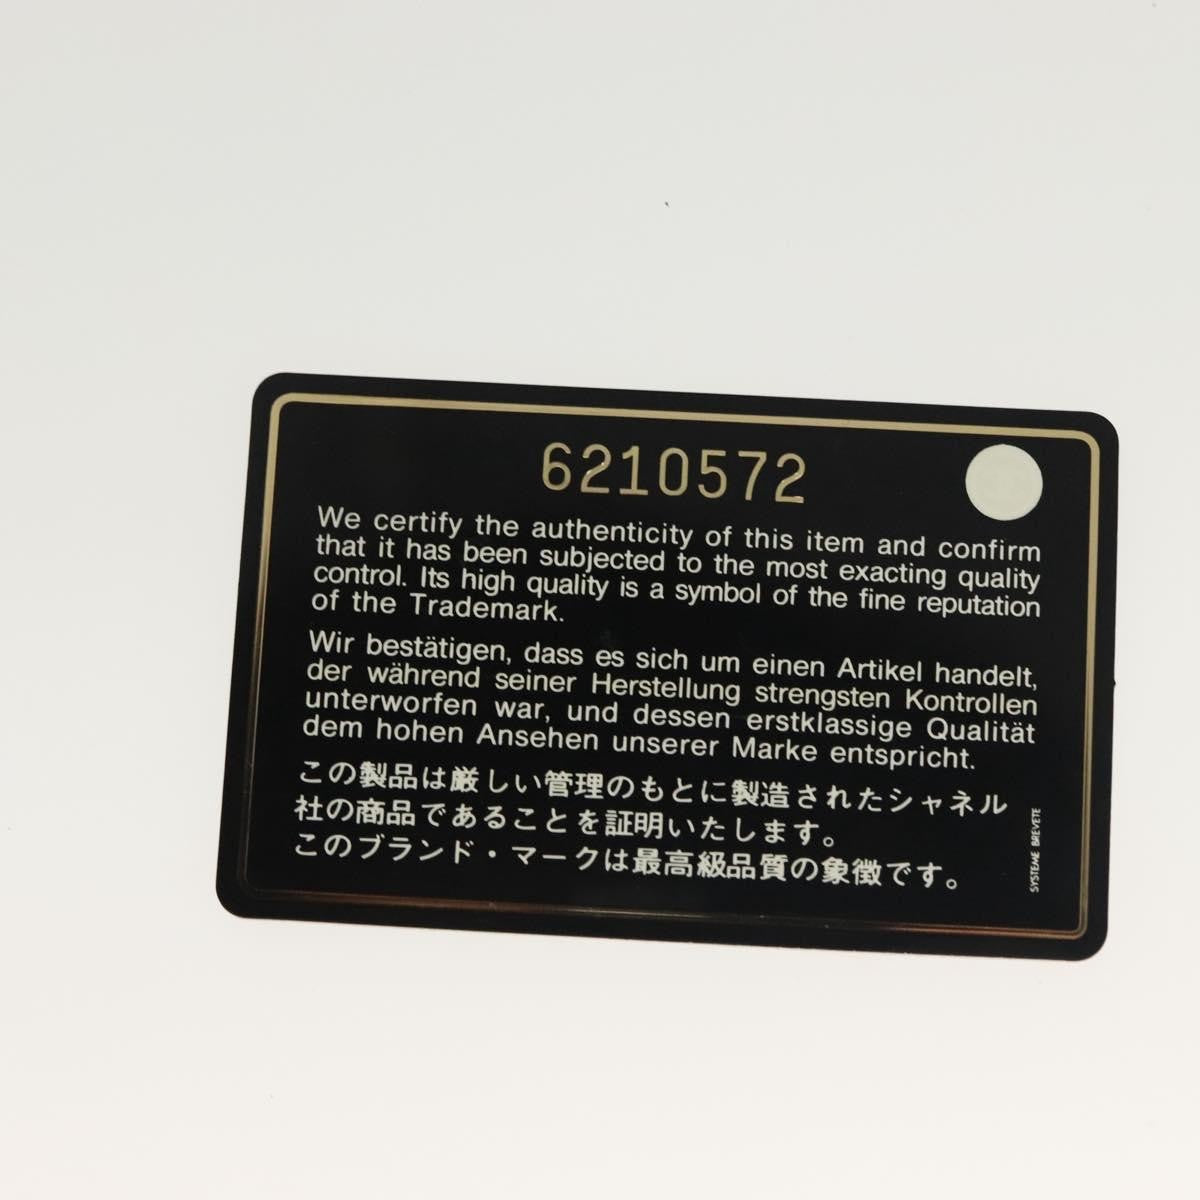 6210572
We certify the authenticity of this item and confirm
that it has been subjected to the most exacting quality
control. Its high quality is a symbol of the fine reputation
of the Trademark.
Wir bestätigen, dass es sich um einen Artikel handelt,
der während seiner Herstellung strengsten Kontrollen
unterworfen war, und dessen erstklassige Qualität
dem hohen Ansehen unserer Marke entspricht.
この製品は厳しい管理のもとに製造されたシャネル
社の商品であることを証明いたします。
このブランド・マークは最高級品質の象徴です。
SYSTEME BREVETE